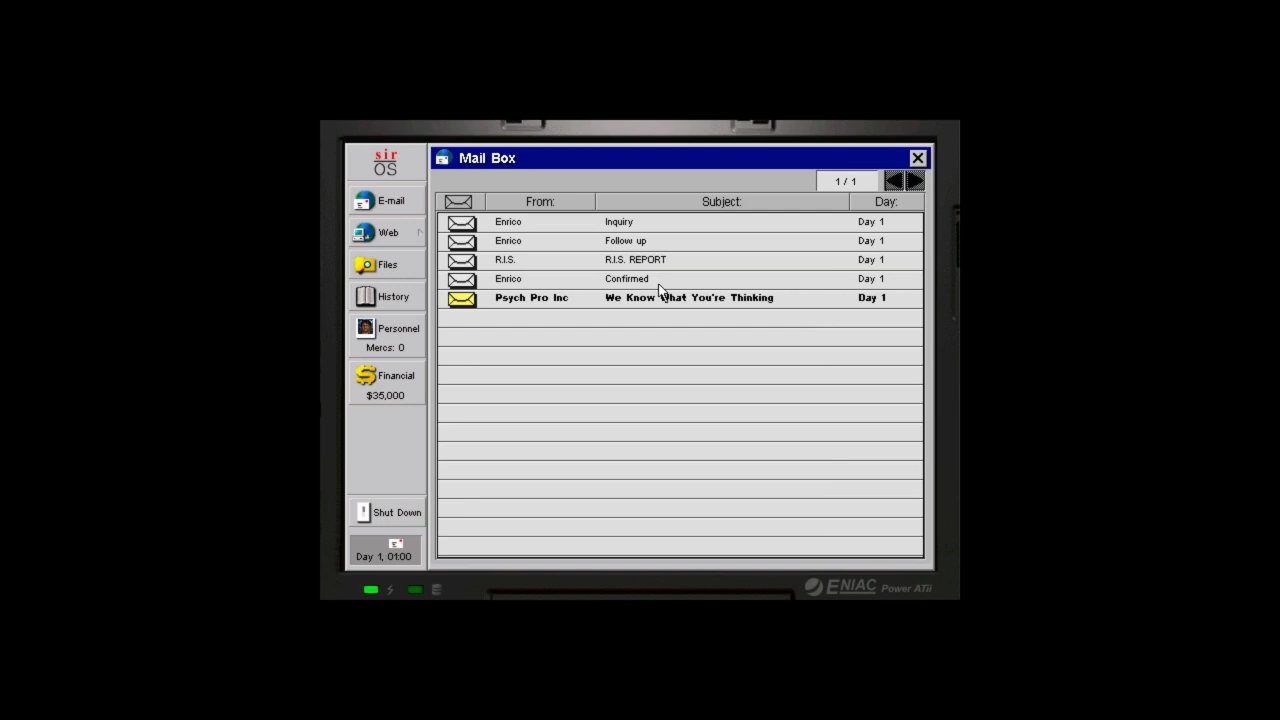 sir
OS
Mail Box
1 / 1
E-mail
From: Subject: Day:
Enrico Inquiry Day 1
Web
Enrico Follow up Day 1
Files
R.I.S. R.I.S. REPORT Day 1
Enrico Confirmed Day 1
History
Psych Pro Inc We Know What You're Thinking Day 1
Personnel
Mercs: 0
Financial
$35,000
Shut Down
Day 1, 01:00
ENIAC Power ATii